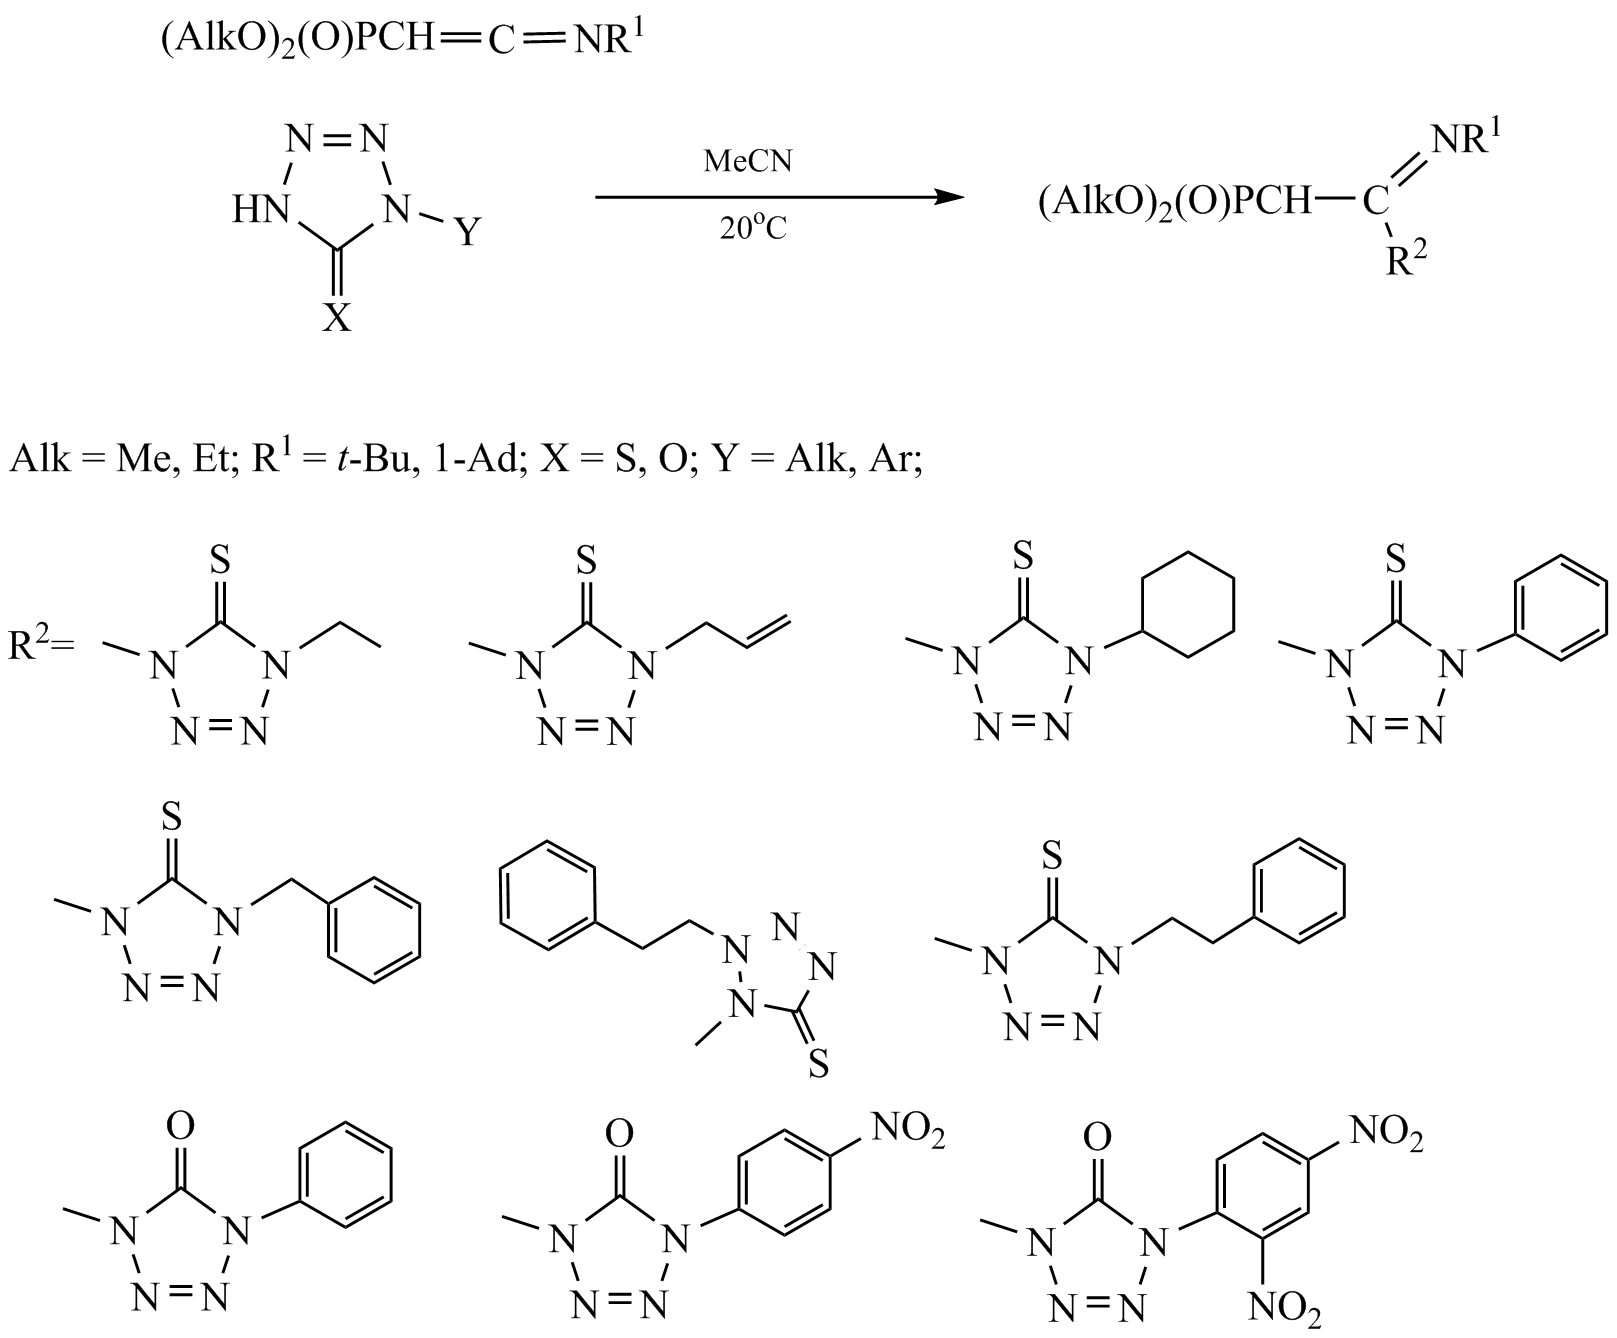 (AlkO)₂(O)PCH=C=NR¹
N=N
HN N Y
X
MeCN
20°C
NR¹
(AlkO)₂(O)PCH—C
R²
Alk = Me, Et; R¹ = t-Bu, 1-Ad; X = S, O; Y = Alk, Ar;
S S S S
R²= N N N N N N N N
N=N N=N N=N N=N
S
N N
N=N
N N
N N
S
S
N N
N=N
O
N N
N=N
O NO₂
N N
N=N
O NO₂
N N
N=N NO₂